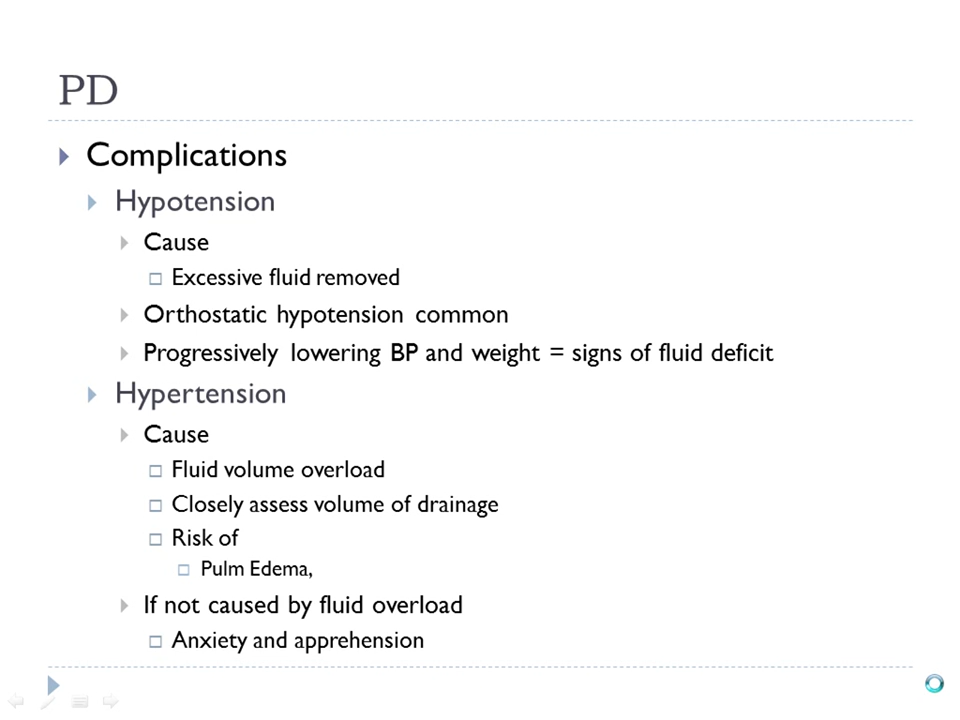 PD
Complications
Hypotension
Cause
Excessive fluid removed
Orthostatic hypotension common
Progressively lowering BP and weight = signs of fluid deficit
Hypertension
Cause
Fluid volume overload
Closely assess volume of drainage
Risk of
Pulm Edema,
If not caused by fluid overload
Anxiety and apprehension